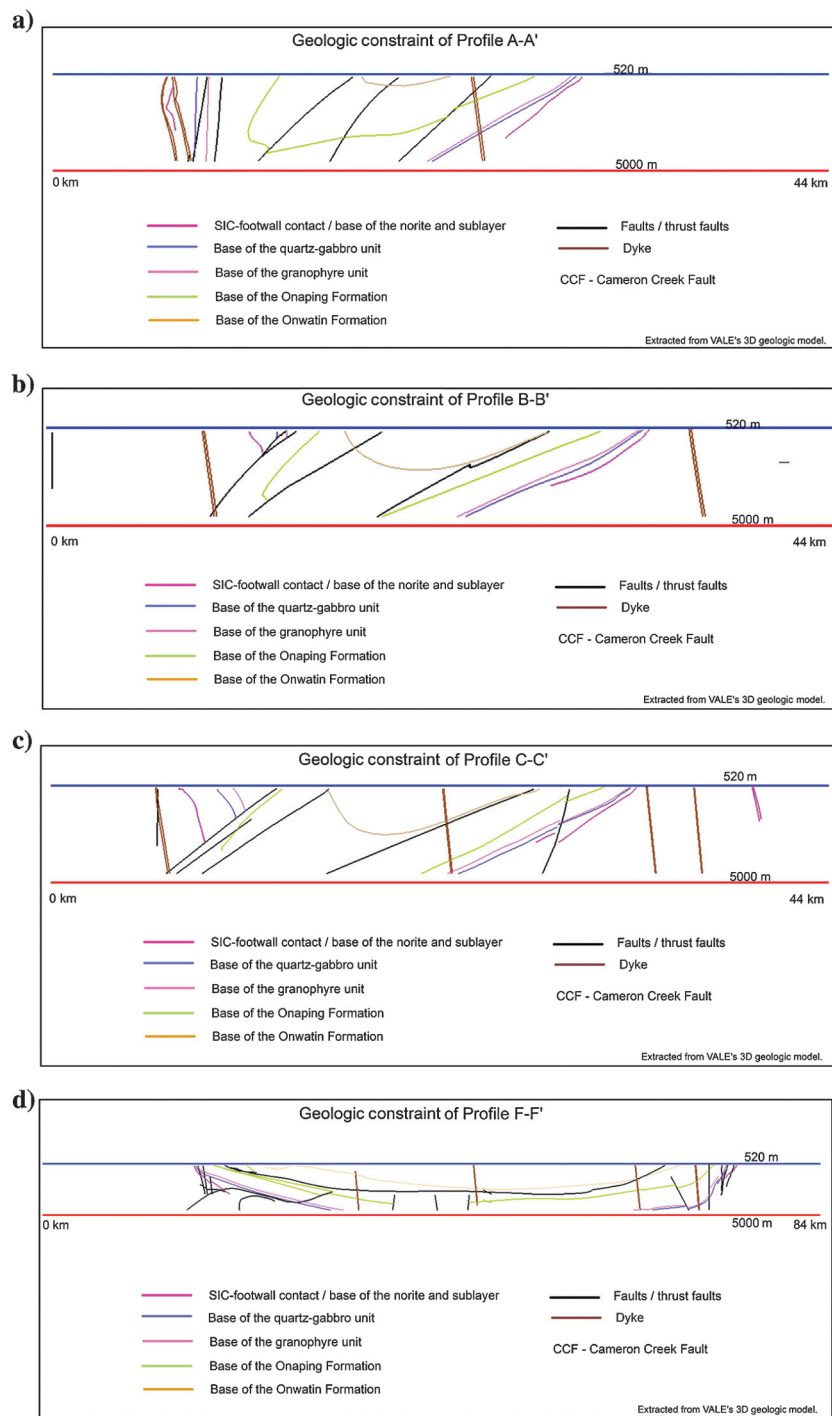 a)
Geologic constraint of Profile A-A'
520 m
5000 m
0 km
44 km
SIC-footwall contact / base of the norite and sublayer
Faults / thrust faults
Base of the quartz-gabbro unit
Dyke
Base of the granophyre unit
CCF - Cameron Creek Fault
Base of the Onaping Formation
Base of the Onwatin Formation
Extracted from VALE's 3D geologic model.
b)
Geologic constraint of Profile B-B'
520 m
5000 m
0 km
44 km
SIC-footwall contact / base of the norite and sublayer
Faults / thrust faults
Base of the quartz-gabbro unit
Dyke
Base of the granophyre unit
CCF - Cameron Creek Fault
Base of the Onaping Formation
Base of the Onwatin Formation
Extracted from VALE's 3D geologic model.
c)
Geologic constraint of Profile C-C'
520 m
5000 m
0 km
44 km
SIC-footwall contact / base of the norite and sublayer
Faults / thrust faults
Base of the quartz-gabbro unit
Dyke
Base of the granophyre unit
CCF - Cameron Creek Fault
Base of the Onaping Formation
Base of the Onwatin Formation
Extracted from VALE's 3D geologic model.
d)
Geologic constraint of Profile F-F'
520 m
0 km
5000 m
84 km
SIC-footwall contact / base of the norite and sublayer
Faults / thrust faults
Base of the quartz-gabbro unit
Dyke
Base of the granophyre unit
CCF - Cameron Creek Fault
Base of the Onaping Formation
Base of the Onwatin Formation
Extracted from VALE's 3D geologic model.